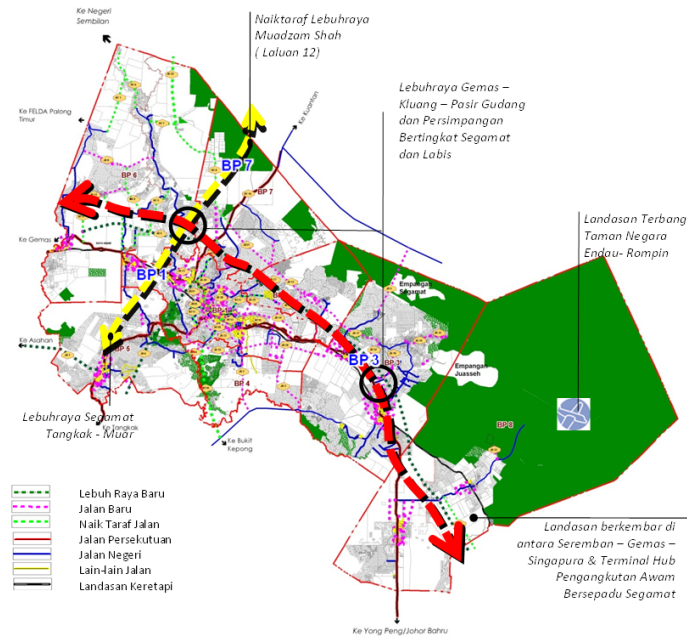 Ke Negeri
Sembilan
Naiktaraf Lebuhraya
Muadzam Shah
( Laluan 12)
Lebuhraya Gemas –
Kluang – Pasir Gudang
dan Persimpangan
Bertingkat Segamat
dan Labis
Ke FELDA Palong
Timur
Ke Kuantan
BP 7
BP 6
BP 7
Landasan Terbang
Taman Negara
Endau- Rompin
Ke Gemas
BP 1
Empangan
Segamat
Ke Asahan
BP 5
BP 3
Empangan
Juasseh
BP 4
BP 8
Lebuhraya Segamat
Tangkak - Muar
Ke Tangkak
Ke Bukit
Kepong
Lebuh Raya Baru
Jalan Baru
Naik Taraf Jalan
Jalan Persekutuan
Jalan Negeri
Lain-lain Jalan
Landasan Keretapi
Landasan berkembar di
antara Seremban – Gemas –
Singapura & Terminal Hub
Pengangkutan Awam
Bersepadu Segamat
Ke Yong Peng/Johor Bahru